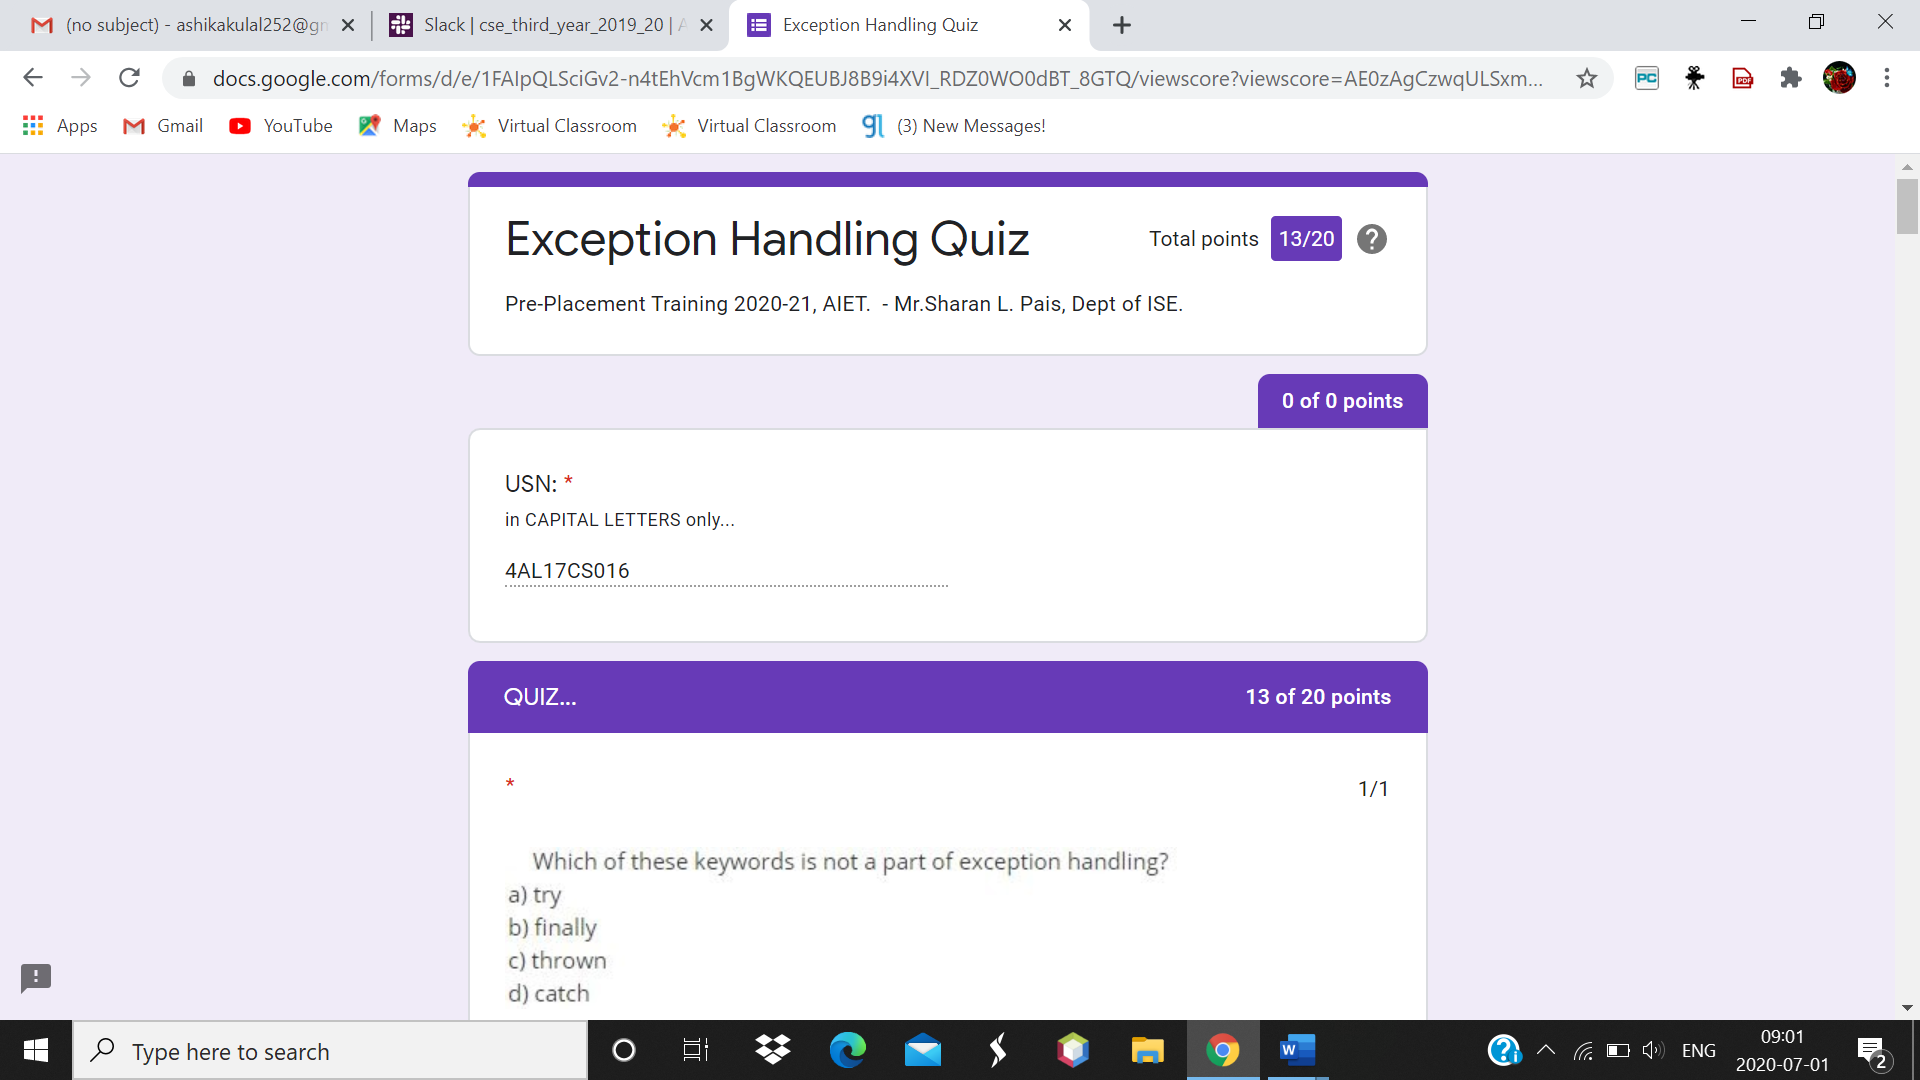 (no subject) - ashikakulal252@gr
Slack | cse_third_year_2019_20 | A
Exception Handling Quiz
docs.google.com/forms/d/e/1FAIpQLSciGv2-n4tEhVcm1BgWKQEUBJ8B9i4XVI_RDZ0WO0dBT_8GTQ/viewscore?viewscore=AE0zAgCzwqULSxm...
PC
PDF
Apps
Gmail
YouTube
Maps
Virtual Classroom
Virtual Classroom
gl
(3) New Messages!
Exception Handling Quiz
Total points 13/20 ?
Pre-Placement Training 2020-21, AIET.  - Mr.Sharan L. Pais, Dept of ISE.
0 of 0 points
USN: *
in CAPITAL LETTERS only...
4AL17CS016
QUIZ...
13 of 20 points
*
1/1
Which of these keywords is not a part of exception handling?
a) try
b) finally
c) thrown
d) catch
Type here to search
W
ENG
09:01
2020-07-01
2